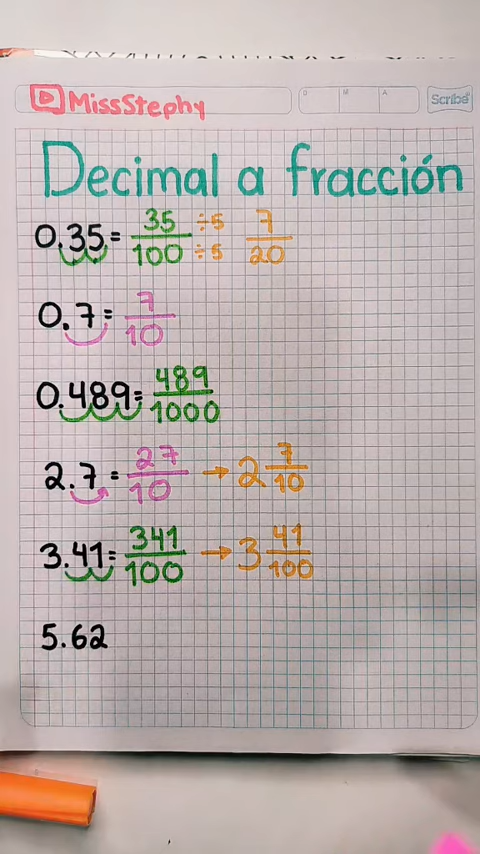 MissStephy
D M A
Scribe
Decimal a fracción
0.35 = 35/100 ÷5/÷5 7/20
0.7 = 7/10
0.489 = 489/1000
2.7 = 27/10 → 2 7/10
3.41 = 341/100 → 3 41/100
5.62